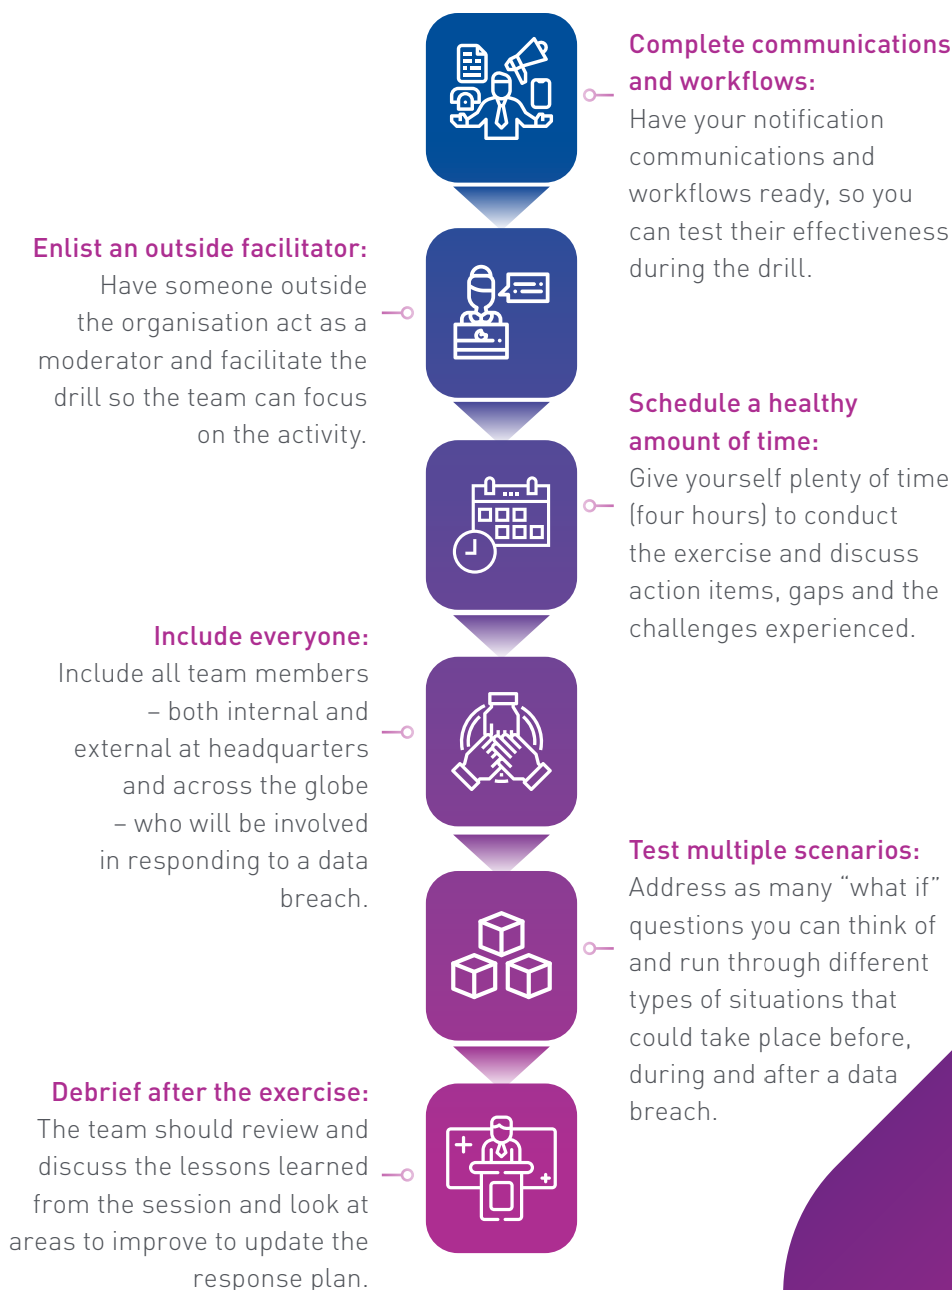 Complete communications
and workflows:
Have your notification
communications and
workflows ready, so you
can test their effectiveness
during the drill.
Enlist an outside facilitator:
Have someone outside
the organisation act as a
moderator and facilitate the
drill so the team can focus
on the activity.
Schedule a healthy
amount of time:
Give yourself plenty of time
(four hours) to conduct
the exercise and discuss
action items, gaps and the
challenges experienced.
Include everyone:
Include all team members
– both internal and
external at headquarters
and across the globe
– who will be involved
in responding to a data
breach.
Test multiple scenarios:
Address as many “what if”
questions you can think of
and run through different
types of situations that
could take place before,
during and after a data
breach.
Debrief after the exercise:
The team should review and
discuss the lessons learned
from the session and look at
areas to improve to update the
response plan.